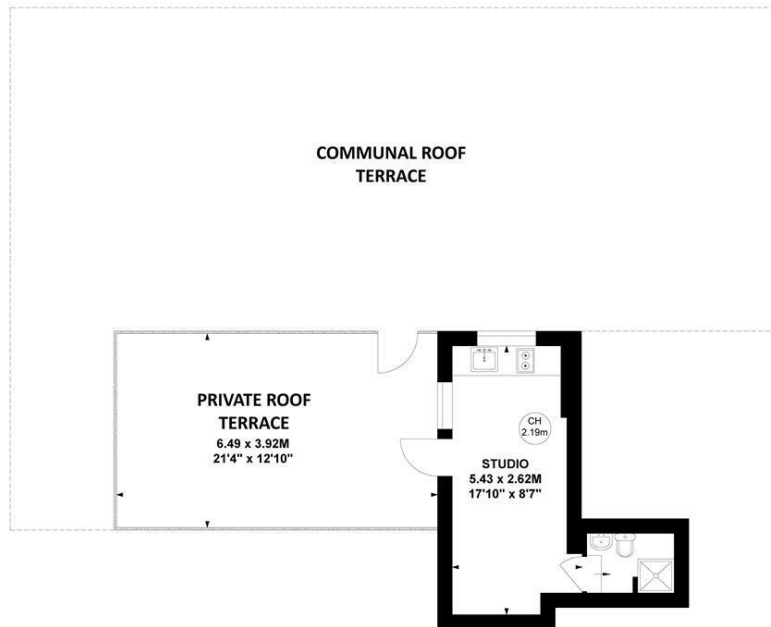 COMMUNAL ROOF
TERRACE
PRIVATE ROOF
TERRACE
6.49 x 3.92M
21'4" x 12'10"
CH
2.19m
STUDIO
5.43 x 2.62M
17'10" x 8'7"